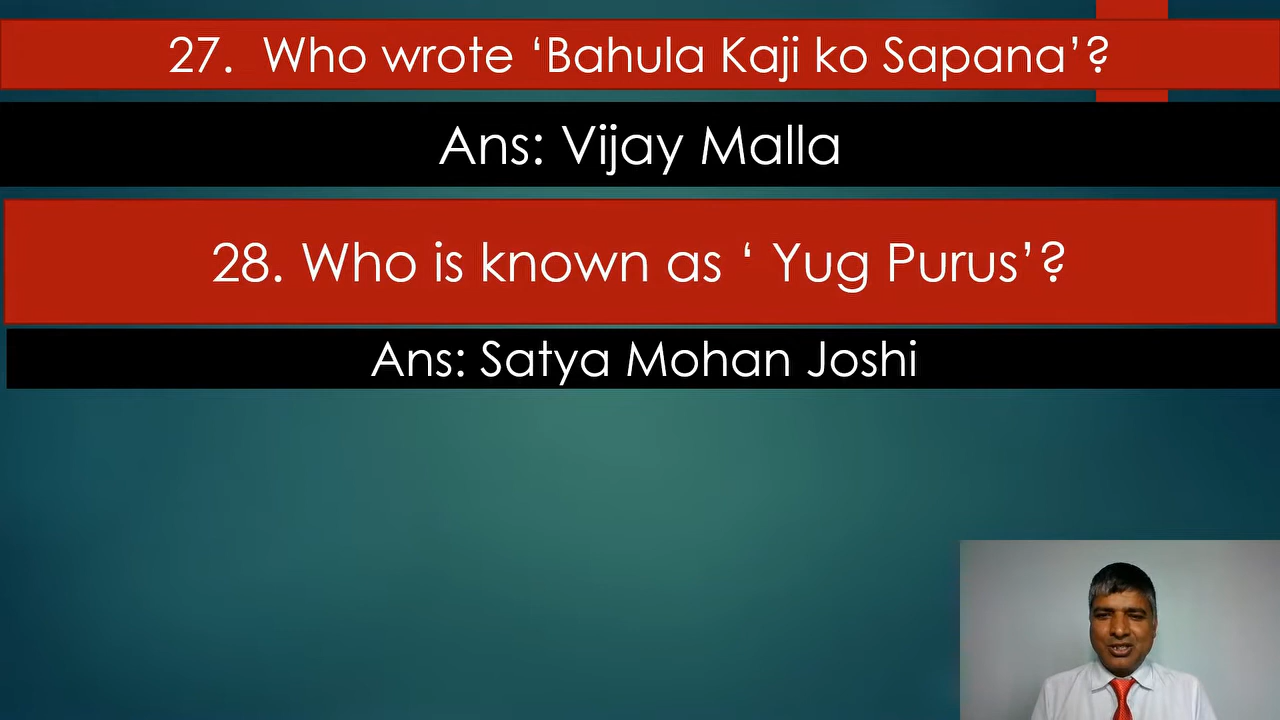 27. Who wrote ‘Bahula Kaji ko Sapana’?
Ans: Vijay Malla
28. Who is known as ‘ Yug Purus’?
Ans: Satya Mohan Joshi